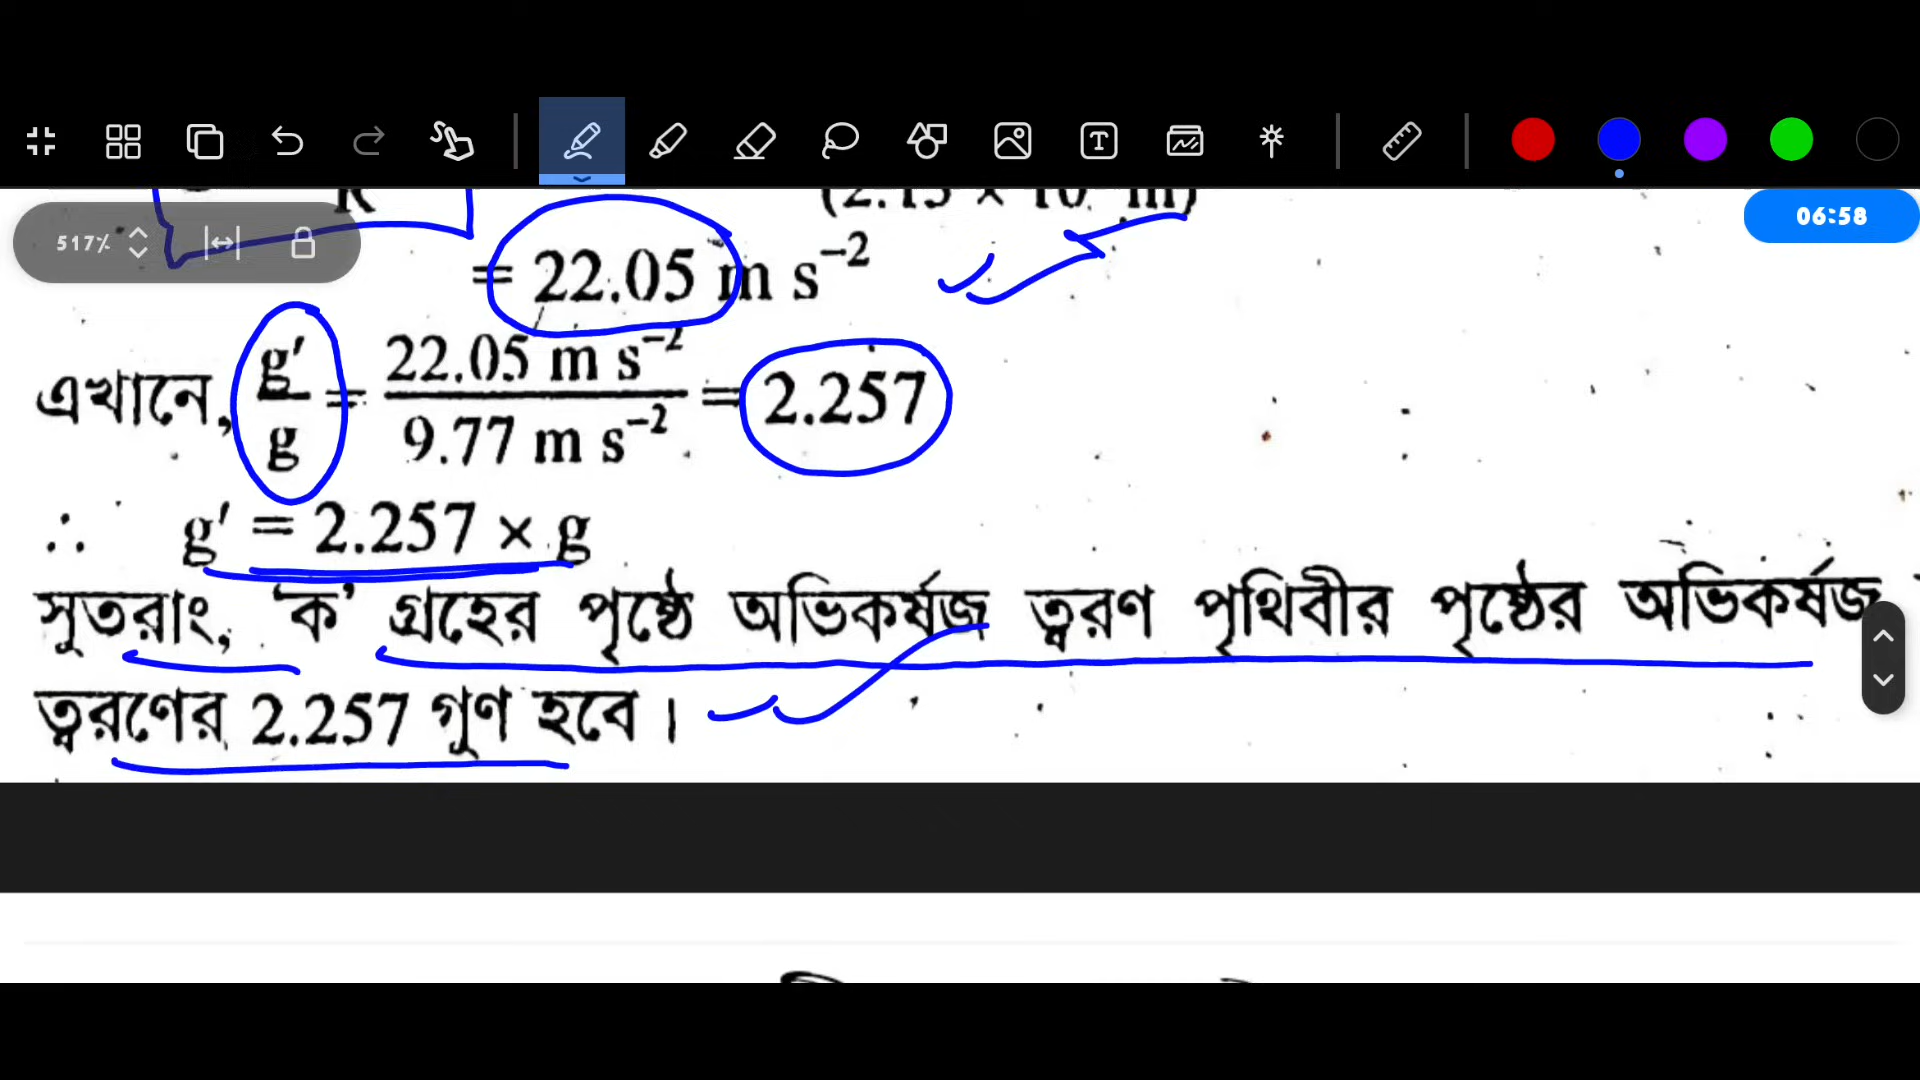 517%
06:58
= 22.05 m s⁻²
এখানে, g′/g = 22.05 m s⁻² / 9.77 m s⁻² = 2.257
∴ g′ = 2.257 × g
সুতরাং, ‘ক’ গ্রহের পৃষ্ঠে অভিকর্ষজ ত্বরণ পৃথিবীর পৃষ্ঠের অভিকর্ষজ
ত্বরণের 2.257 গুণ হবে।